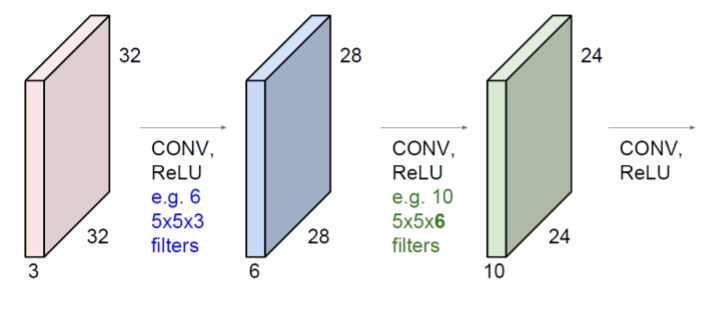 32
32
3
CONV,
ReLU
e.g. 6
5x5x3
filters
28
28
6
CONV,
ReLU
e.g. 10
5x5x6
filters
24
24
10
CONV,
ReLU